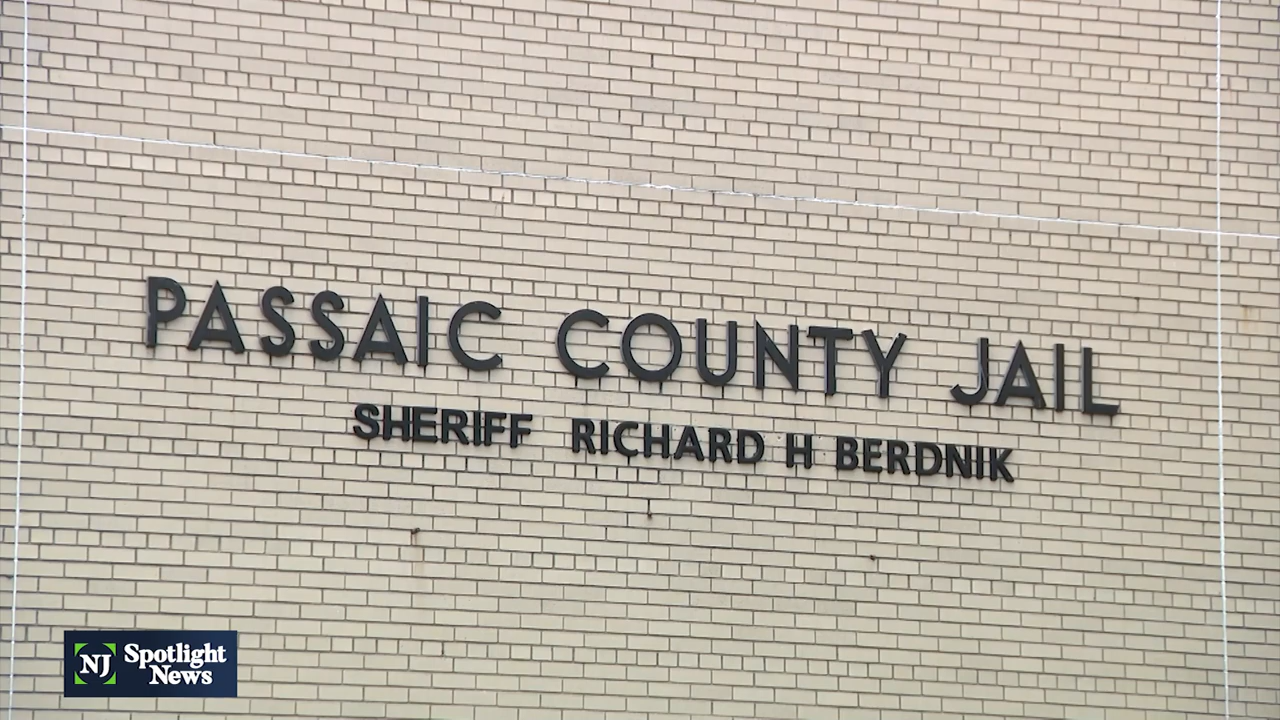 PASSAIC COUNTY JAIL
SHERIFF RICHARD H BERDNIK
NJ Spotlight
News